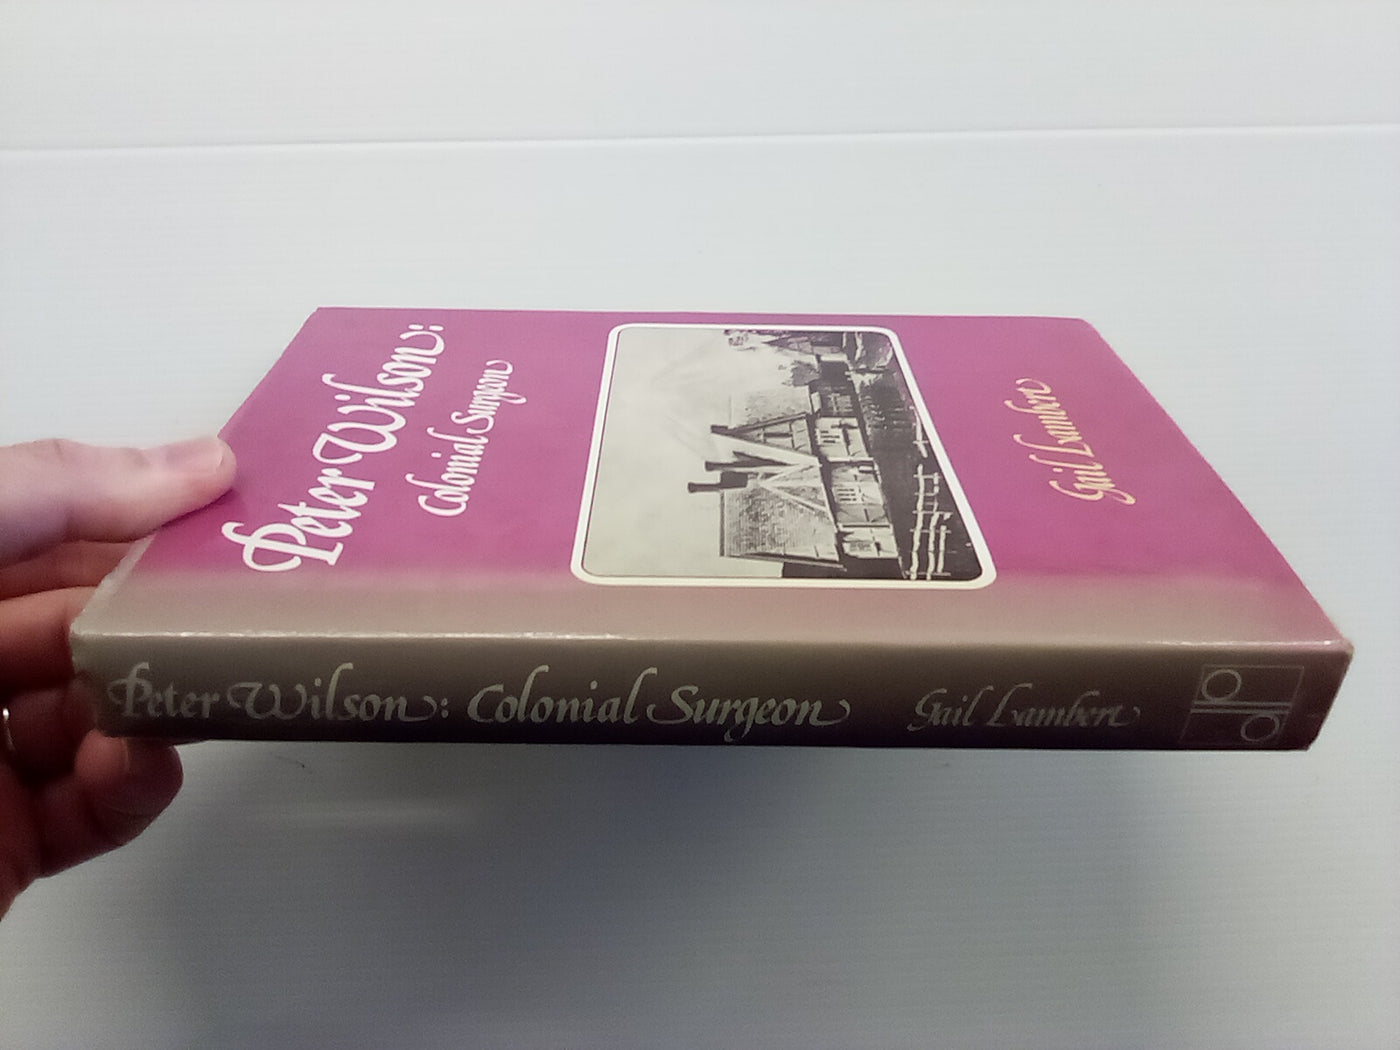 Peter Wilson:
Colonial Surgeon
Gail Lambert
Peter Wilson: Colonial Surgeon Gail Lambert